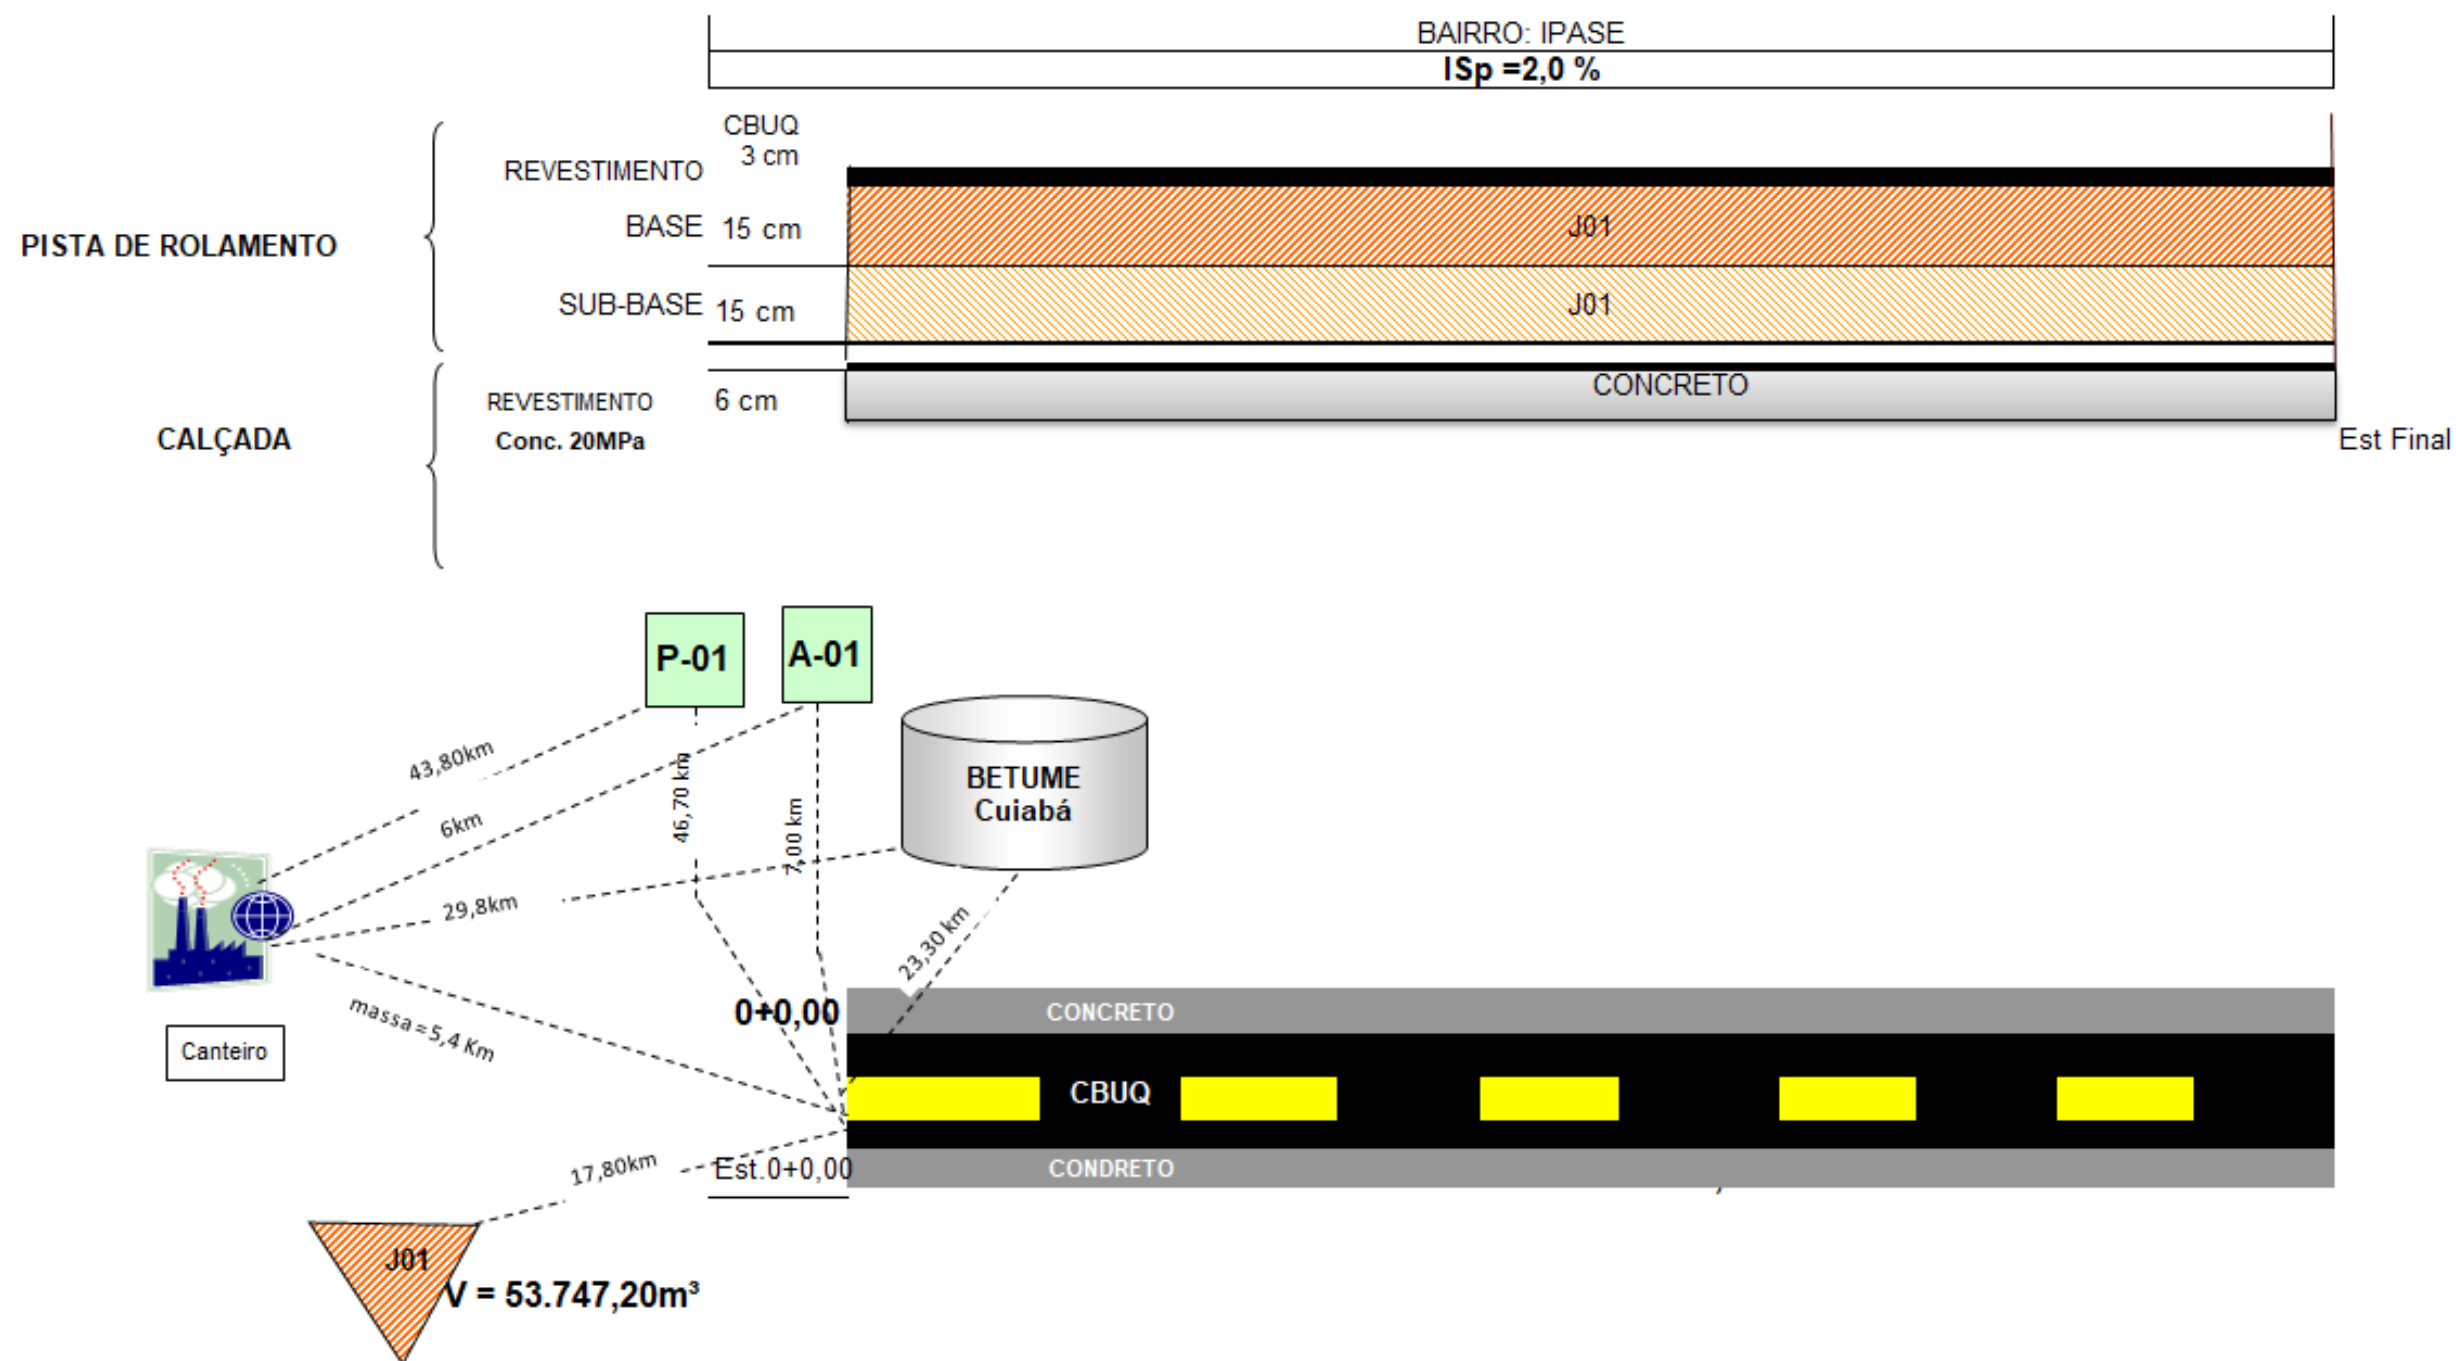 BAIRRO: IPASE
ISp =2,0 %
CBUQ
3 cm
REVESTIMENTO
BASE 15 cm
J01
PISTA DE ROLAMENTO
SUB-BASE 15 cm
J01
REVESTIMENTO
6 cm
CONCRETO
CALÇADA
Conc. 20MPa
Est Final
P-01
A-01
43,80km
6km
46,70 km
7,00 km
BETUME
Cuiabá
29,8km
23,30 km
massa = 5,4 Km
0+0,00
CONCRETO
Canteiro
CBUQ
17,80km
Est.0+0,00
CONDRETO
J01
V = 53.747,20m³